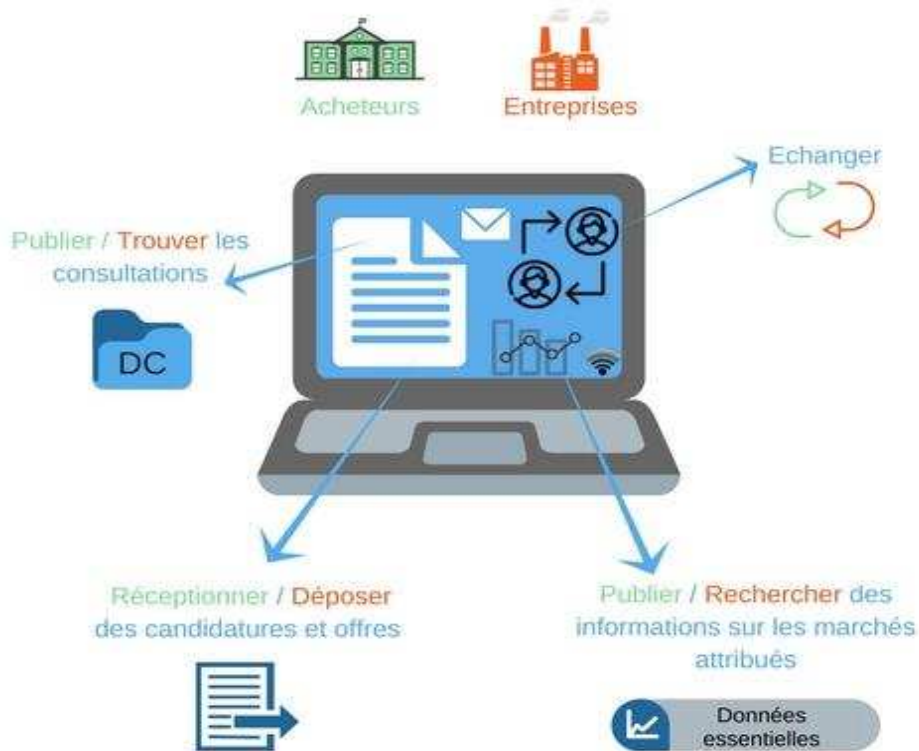 Acheteurs
Entreprises
Echanger
Publier / Trouver les
consultations
DC
Réceptionner / Déposer
des candidatures et offres
Publier / Rechercher des
informations sur les marchés
attribués
Données
essentielles